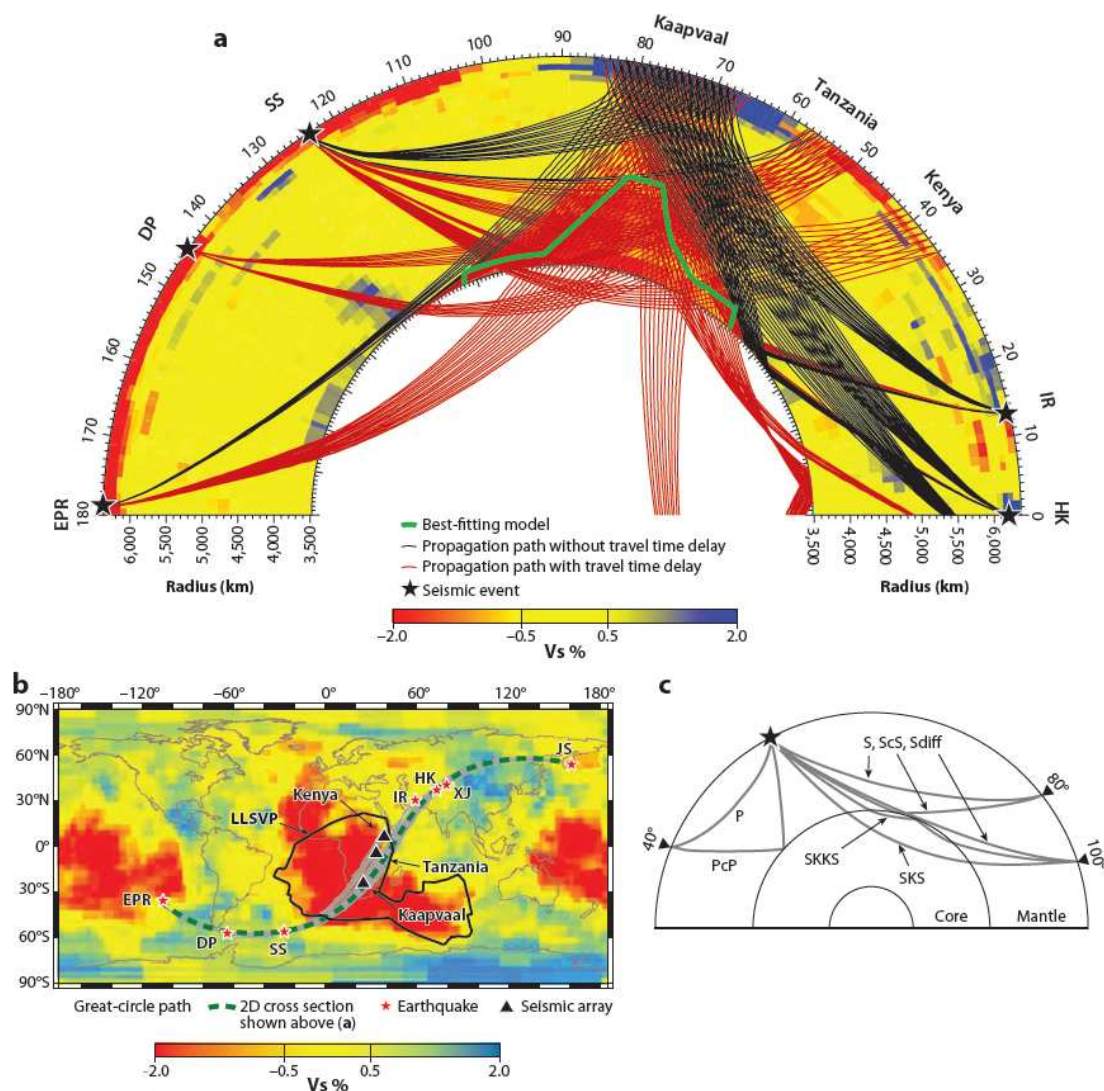 a
Kaapvaal
Tanzania
Kenya
SS
DP
EPR
IR
HK
180
170
160
150
140
130
120
110
100
90
80
70
60
50
40
30
20
10
0
6,000
5,500
5,000
4,500
4,000
3,500
Radius (km)
3,500
4,000
4,500
5,000
5,500
6,000
Radius (km)
Best-fitting model
Propagation path without travel time delay
Propagation path with travel time delay
Seismic event
−2.0
−0.5
0.5
2.0
Vs %
b
−180°
−120°
−60°
0°
60°
120°
180°
90°N
60°N
30°N
0°
30°S
60°S
90°S
JS
HK
XJ
IR
Kenya
LLSVP
Tanzania
Kaapvaal
EPR
DP
SS
Great-circle path
2D cross section
shown above (a)
Earthquake
Seismic array
-2.0
−0.5
0.5
2.0
Vs %
c
S, ScS, Sdiff
80°
40°
P
PcP
SKKS
SKS
100°
Core
Mantle